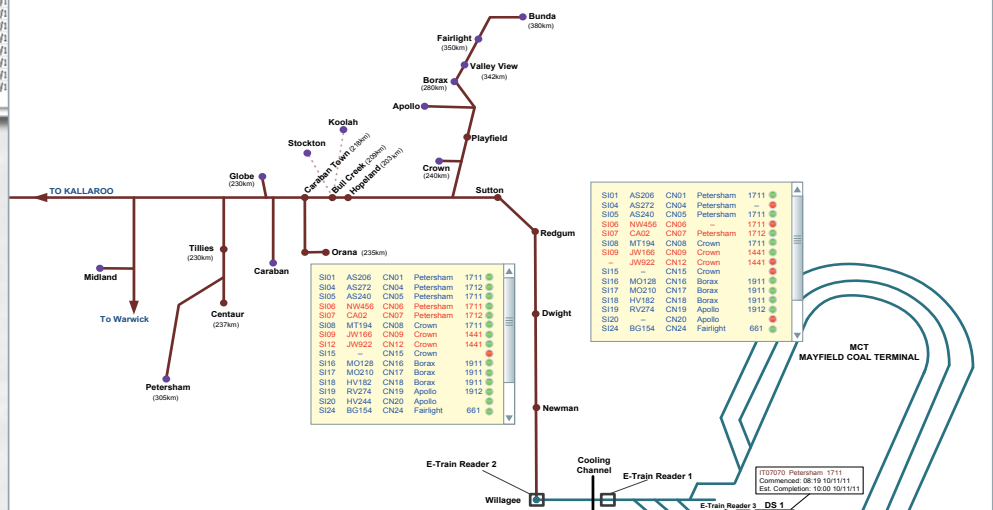 Bunda
(380km)
Fairlight
(350km)
Valley View
(342km)
Borax
(280km)
Apollo
Koolah
Playfield
Stockton
Caraban Town (218km)
Bull Creek (209km)
Hopeland (203km)
Crown
(240km)
Globe
(230km)
TO KALLAROO
Sutton
Redgum
Tillies
(230km)
Orana (235km)
Caraban
Midland
Centaur
(237km)
To Warwick
Petersham
(305km)
Dwight
Newman
SI01 AS206 CN01 Petersham 1711
SI04 AS272 CN04 Petersham 1712
SI05 AS240 CN05 Petersham 1711
SI06 NW456 CN06 Petersham 1711
SI07 CA02 CN07 Petersham 1712
SI08 MT194 CN08 Crown 1711
SI09 JW166 CN09 Crown 1441
SI12 JW922 CN12 Crown 1441
SI15 – CN15 Crown
SI16 MO128 CN16 Borax 1911
SI17 MO210 CN17 Borax 1911
SI18 HV182 CN18 Borax 1911
SI19 RV274 CN19 Apollo 1912
SI20 HV244 CN20 Apollo
SI24 BG154 CN24 Fairlight 661
SI01 AS206 CN01 Petersham 1711
SI04 AS272 CN04 Petersham –
SI05 AS240 CN05 Petersham 1711
SI06 NW456 CN06 – 1711
SI07 CA02 CN07 Petersham 1712
SI08 MT194 CN08 Crown 1711
SI09 JW166 CN09 Crown 1441
– JW922 CN12 Crown 1441
SI15 – CN15 Crown
SI16 MO128 CN16 Borax 1911
SI17 MO210 CN17 Borax 1911
SI18 HV182 CN18 Borax 1911
SI19 RV274 CN19 Apollo 1912
SI20 – CN20 Apollo
SI24 BG154 CN24 Fairlight 661
MCT
MAYFIELD COAL TERMINAL
E-Train Reader 2
Cooling
Channel
E-Train Reader 1
Willagee
IT07070 Petersham 1711
Commenced: 08:19 10/11/11
Est. Completion: 10:00 10/11/11
E-Train Reader 3
DS 1